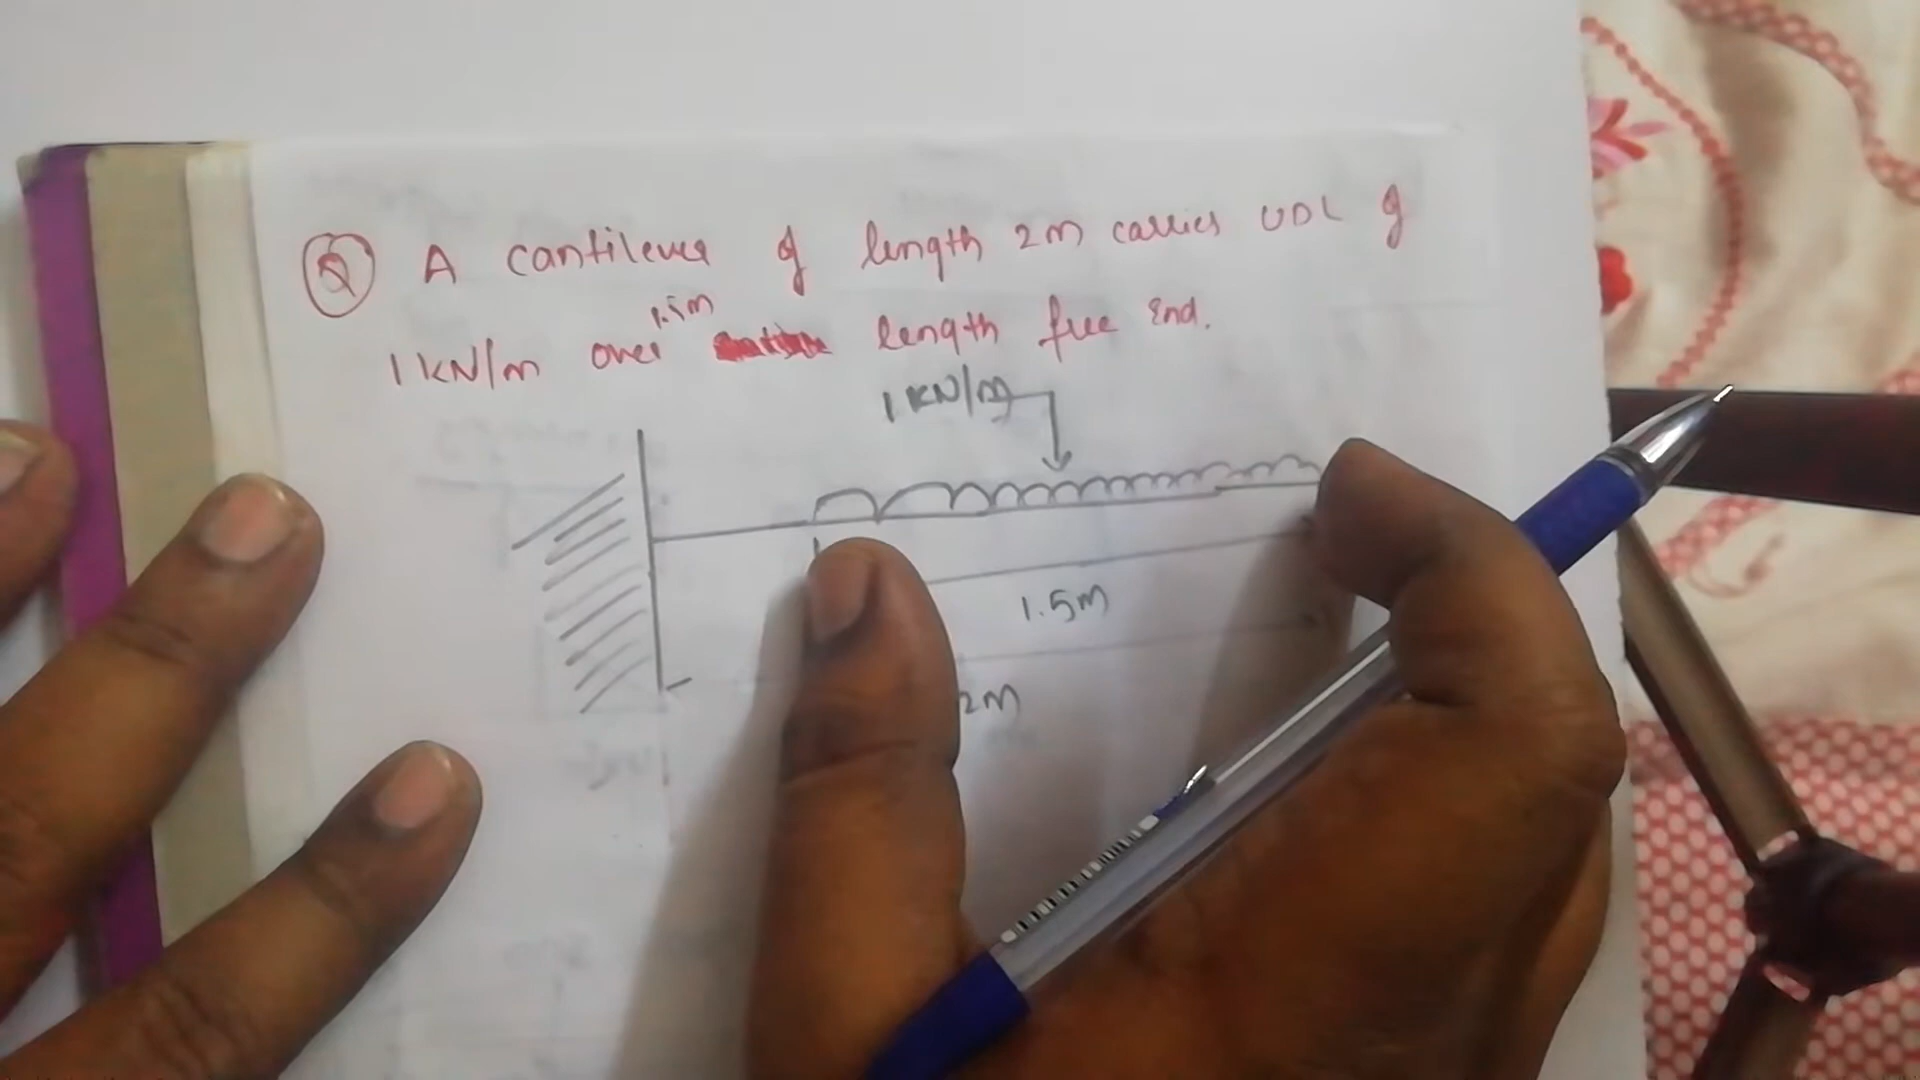 Q A cantilever of length 2m carries UDL of
1.5m
1 KN/m over length free End.
1 KN/m
1.5m
2m